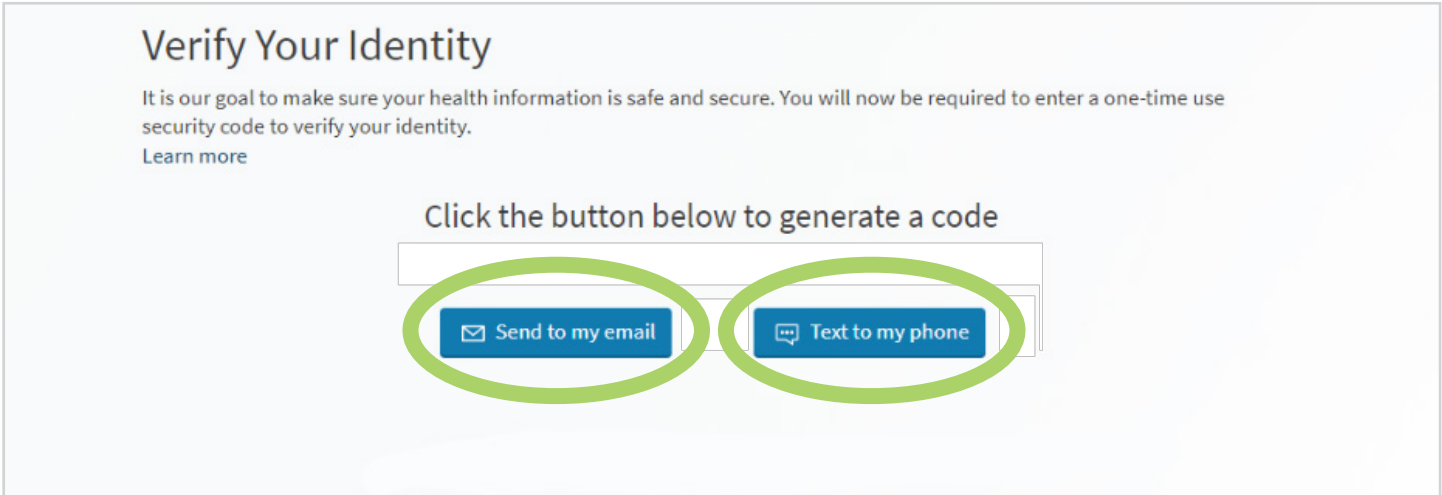 Verify Your Identity
It is our goal to make sure your health information is safe and secure. You will now be required to enter a one-time use
security code to verify your identity.
Learn more
Click the button below to generate a code
Send to my email
Text to my phone